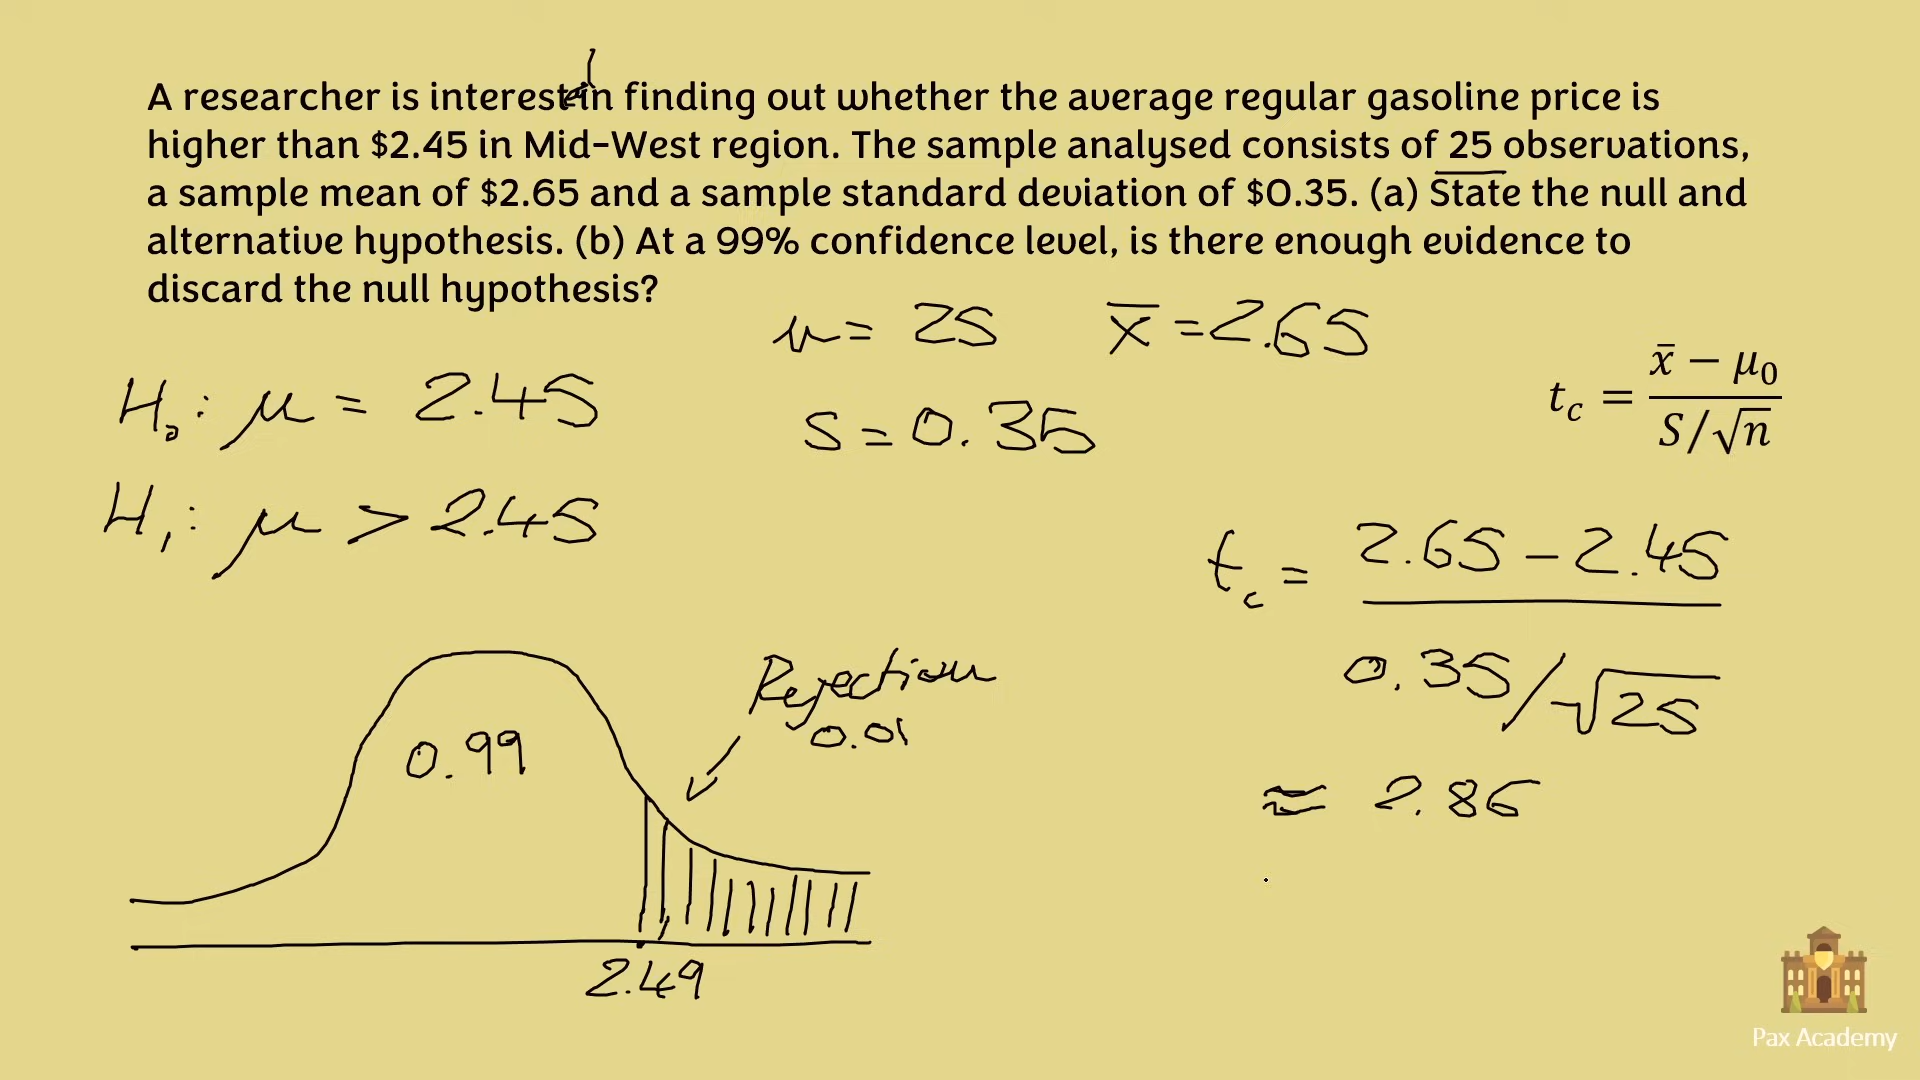 A researcher is interest in finding out whether the average regular gasoline price is
higher than $2.45 in Mid-West region. The sample analysed consists of 25 observations,
a sample mean of $2.65 and a sample standard deviation of $0.35. (a) State the null and
alternative hypothesis. (b) At a 99% confidence level, is there enough evidence to
discard the null hypothesis?
n = 25 x̄ = 2.65
s = 0.35
t_c = (x̄ − μ₀) / (S/√n)
H₀: μ = 2.45
H₁: μ > 2.45
t_c = (2.65 − 2.45) / (0.35/√25)
≈ 2.86
Rejection
0.01
0.99
2.49
Pax Academy